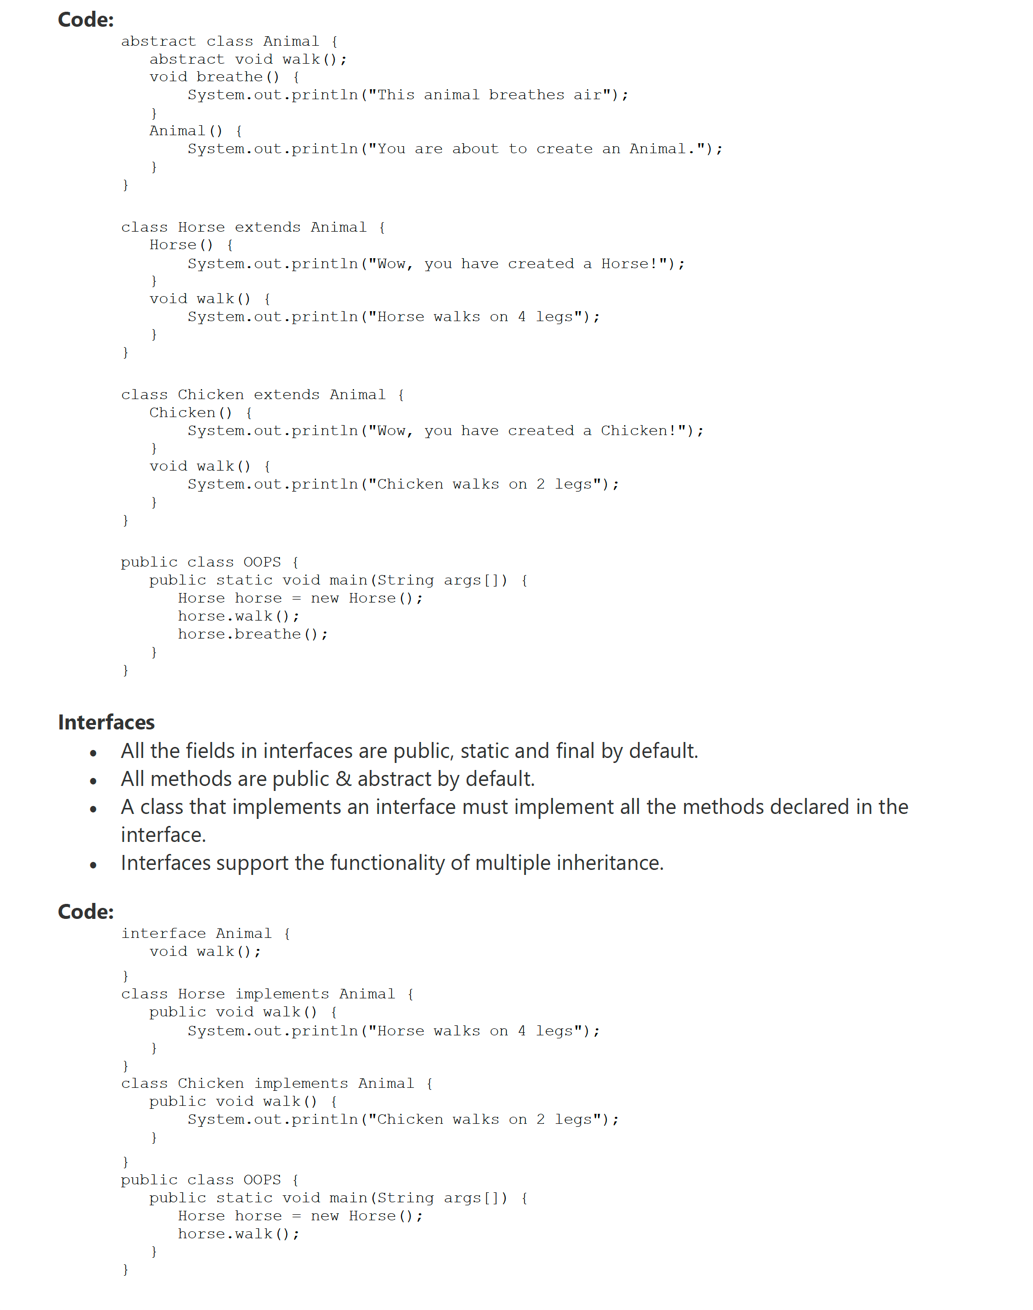 Code:
abstract class Animal {
abstract void walk();
void breathe() {
System.out.println("This animal breathes air");
}
Animal() {
System.out.println("You are about to create an Animal.");
}
}
class Horse extends Animal {
Horse() {
System.out.println("Wow, you have created a Horse!");
}
void walk() {
System.out.println("Horse walks on 4 legs");
}
}
class Chicken extends Animal {
Chicken() {
System.out.println("Wow, you have created a Chicken!");
}
void walk() {
System.out.println("Chicken walks on 2 legs");
}
}
public class OOPS {
public static void main(String args[]) {
Horse horse = new Horse();
horse.walk();
horse.breathe();
}
}
Interfaces
• All the fields in interfaces are public, static and final by default.
• All methods are public & abstract by default.
• A class that implements an interface must implement all the methods declared in the
interface.
• Interfaces support the functionality of multiple inheritance.
Code:
interface Animal {
void walk();
}
class Horse implements Animal {
public void walk() {
System.out.println("Horse walks on 4 legs");
}
}
class Chicken implements Animal {
public void walk() {
System.out.println("Chicken walks on 2 legs");
}
}
public class OOPS {
public static void main(String args[]) {
Horse horse = new Horse();
horse.walk();
}
}